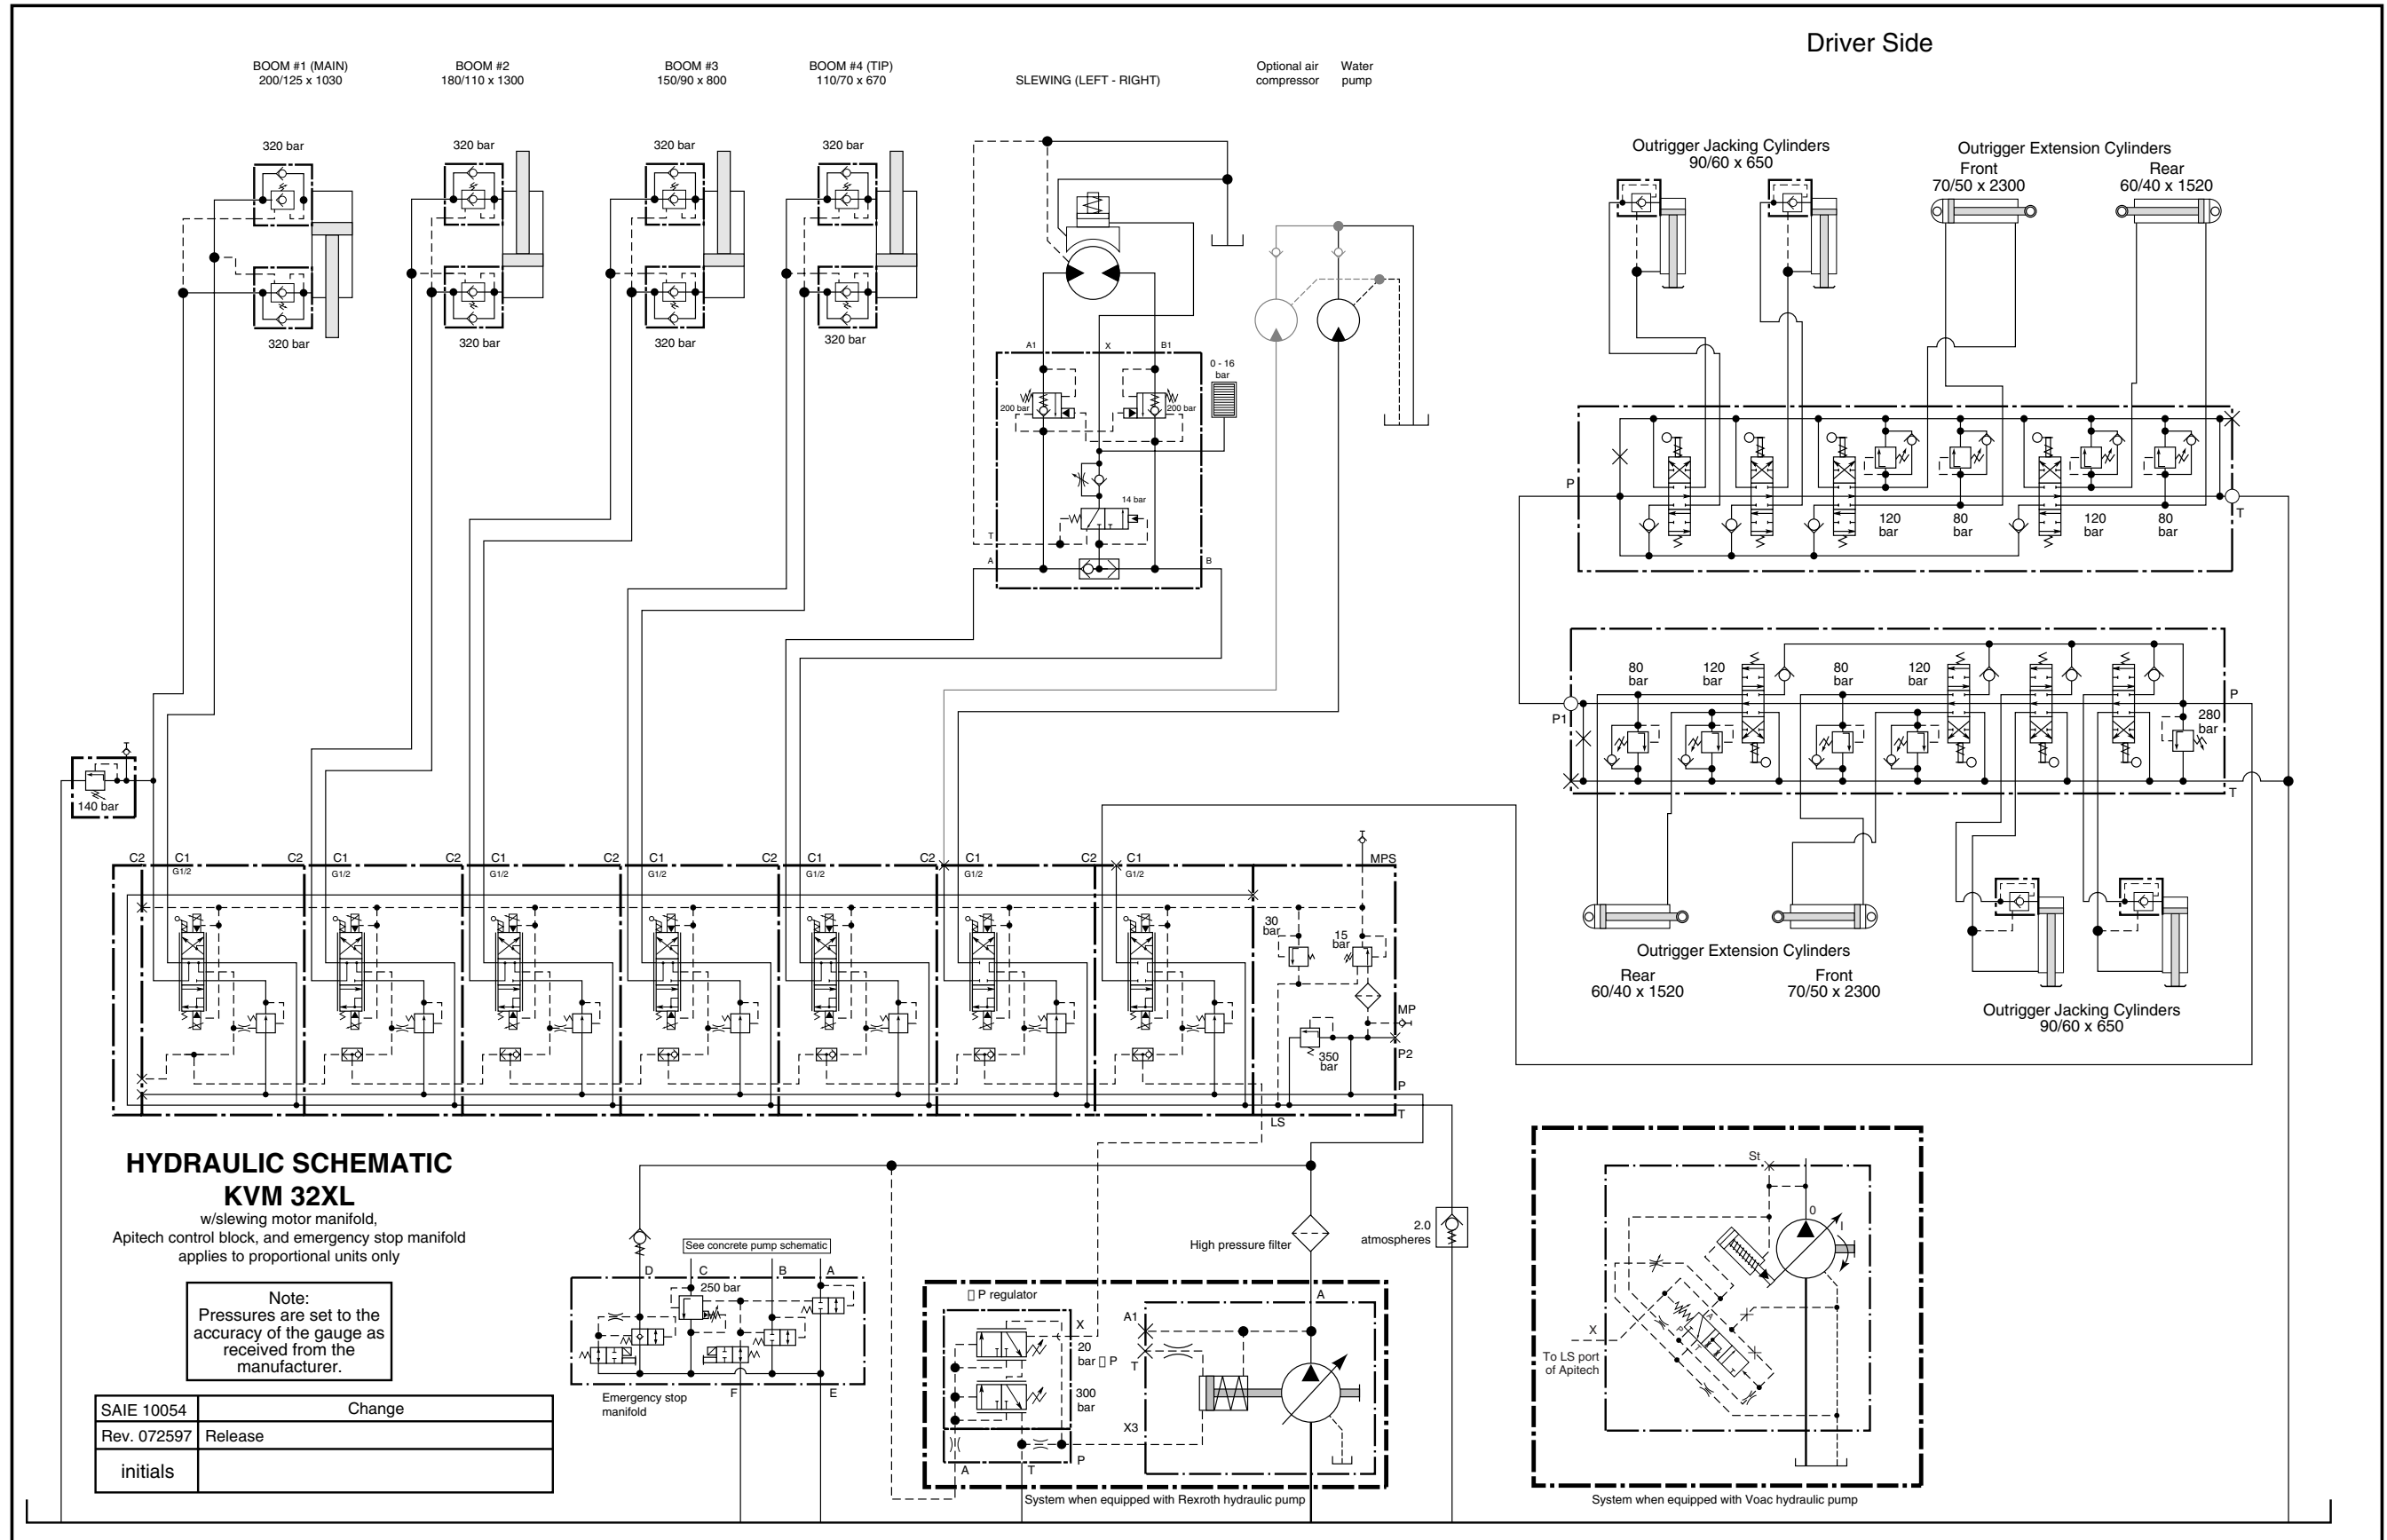 Driver Side
BOOM #1 (MAIN)
200/125 x 1030
BOOM #2
180/110 x 1300
BOOM #3
150/90 x 800
BOOM #4 (TIP)
110/70 x 670
SLEWING (LEFT - RIGHT)
Optional air
compressor
Water
pump
320 bar
320 bar
320 bar
320 bar
320 bar
320 bar
320 bar
320 bar
Outrigger Jacking Cylinders
90/60 x 650
Outrigger Extension Cylinders
Front
70/50 x 2300
Rear
60/40 x 1520
A1
X
B1
0 - 16
bar
200 bar
200 bar
14 bar
T
A
B
P
T
120
bar
80
bar
120
bar
80
bar
80
bar
120
bar
80
bar
120
bar
P
P1
280
bar
T
140 bar
C2
C1
G1/2
C2
C1
G1/2
C2
C1
G1/2
C2
C1
G1/2
C2
C1
G1/2
C2
C1
G1/2
C2
C1
G1/2
MPS
30
bar
15
bar
MP
350
bar
P2
P
T
LS
Outrigger Extension Cylinders
Rear
60/40 x 1520
Front
70/50 x 2300
Outrigger Jacking Cylinders
90/60 x 650
HYDRAULIC SCHEMATIC
KVM 32XL
w/slewing motor manifold,
Apitech control block, and emergency stop manifold
applies to proportional units only
Note:
Pressures are set to the
accuracy of the gauge as
received from the
manufacturer.
SAIE 10054
Change
Rev. 072597
Release
initials
See concrete pump schematic
D
C
B
A
250 bar
F
E
Emergency stop
manifold
High pressure filter
2.0
atmospheres
▯ P regulator
A
A1
X
20
bar ▯ P
T
300
bar
X3
A
T
P
System when equipped with Rexroth hydraulic pump
St
0
A
P
T
X
To LS port
of Apitech
System when equipped with Voac hydraulic pump